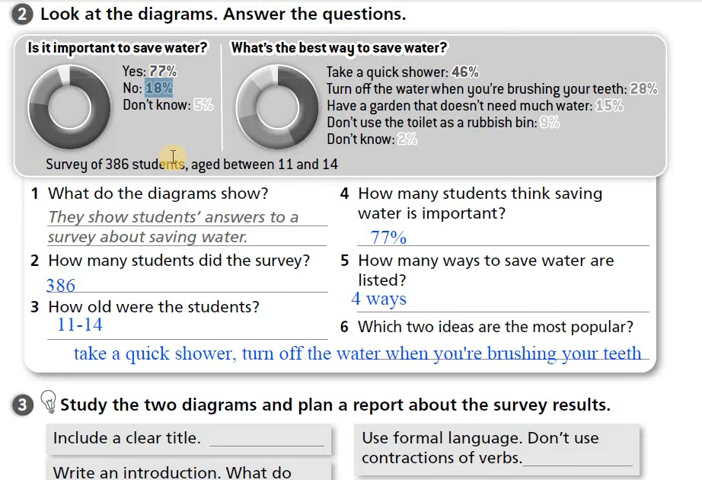 2 Look at the diagrams. Answer the questions.
Is it important to save water?
Yes: 77%
No: 18%
Don't know: 5%
What's the best way to save water?
Take a quick shower: 46%
Turn off the water when you're brushing your teeth: 28%
Have a garden that doesn't need much water: 15%
Don't use the toilet as a rubbish bin: 9%
Don't know: 2%
Survey of 386 students, aged between 11 and 14
1 What do the diagrams show?
They show students' answers to a
survey about saving water.
2 How many students did the survey?
386
3 How old were the students?
11-14
4 How many students think saving
water is important?
77%
5 How many ways to save water are
listed?
4 ways
6 Which two ideas are the most popular?
take a quick shower, turn off the water when you're brushing your teeth
3 Study the two diagrams and plan a report about the survey results.
Include a clear title.
Write an introduction. What do
Use formal language. Don't use
contractions of verbs.